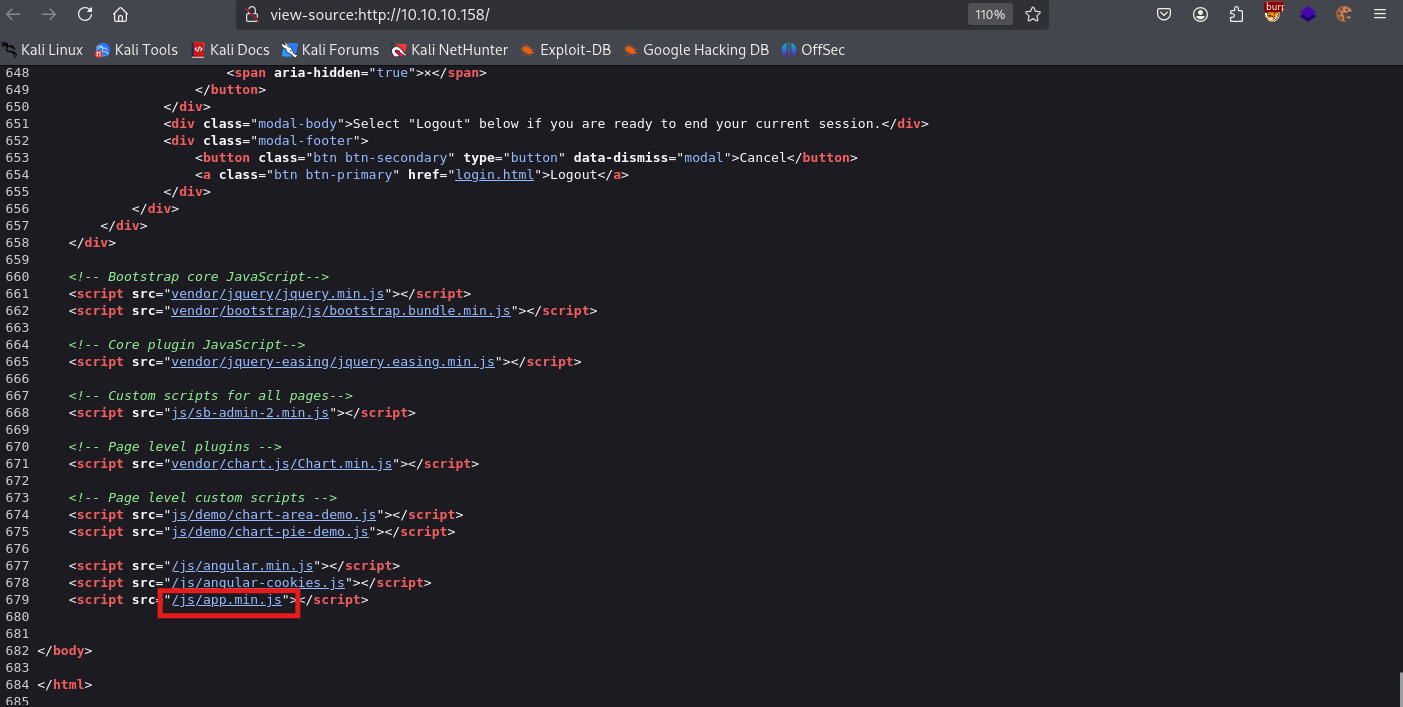 view-source:http://10.10.10.158/
110%
burp
Kali Linux Kali Tools Kali Docs Kali Forums Kali NetHunter Exploit-DB Google Hacking DB OffSec
648 <span aria-hidden="true">×</span>
649 </button>
650 </div>
651 <div class="modal-body">Select "Logout" below if you are ready to end your current session.</div>
652 <div class="modal-footer">
653 <button class="btn btn-secondary" type="button" data-dismiss="modal">Cancel</button>
654 <a class="btn btn-primary" href="login.html">Logout</a>
655 </div>
656 </div>
657 </div>
658 </div>
659
660 <!-- Bootstrap core JavaScript-->
661 <script src="vendor/jquery/jquery.min.js"></script>
662 <script src="vendor/bootstrap/js/bootstrap.bundle.min.js"></script>
663
664 <!-- Core plugin JavaScript-->
665 <script src="vendor/jquery-easing/jquery.easing.min.js"></script>
666
667 <!-- Custom scripts for all pages-->
668 <script src="js/sb-admin-2.min.js"></script>
669
670 <!-- Page level plugins -->
671 <script src="vendor/chart.js/Chart.min.js"></script>
672
673 <!-- Page level custom scripts -->
674 <script src="js/demo/chart-area-demo.js"></script>
675 <script src="js/demo/chart-pie-demo.js"></script>
676
677 <script src="/js/angular.min.js"></script>
678 <script src="/js/angular-cookies.js"></script>
679 <script src="/js/app.min.js"></script>
680
681
682 </body>
683
684 </html>
685